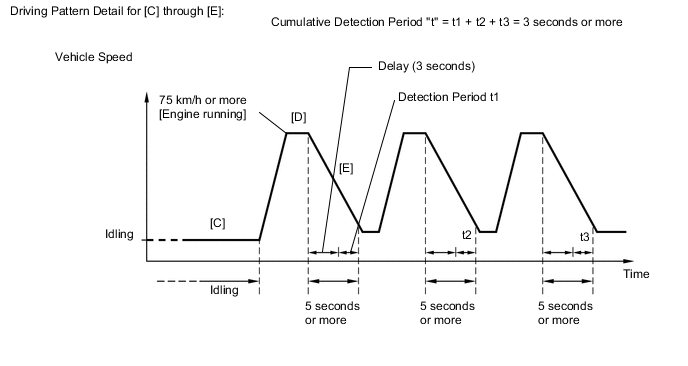 Driving Pattern Detail for [C] through [E]:
Cumulative Detection Period "t" = t1 + t2 + t3 = 3 seconds or more
Vehicle Speed
Delay (3 seconds)
75 km/h or more
[Engine running]
Detection Period t1
[D]
[E]
[C]
Idling
t2
t3
Time
Idling
5 seconds
or more
5 seconds
or more
5 seconds
or more